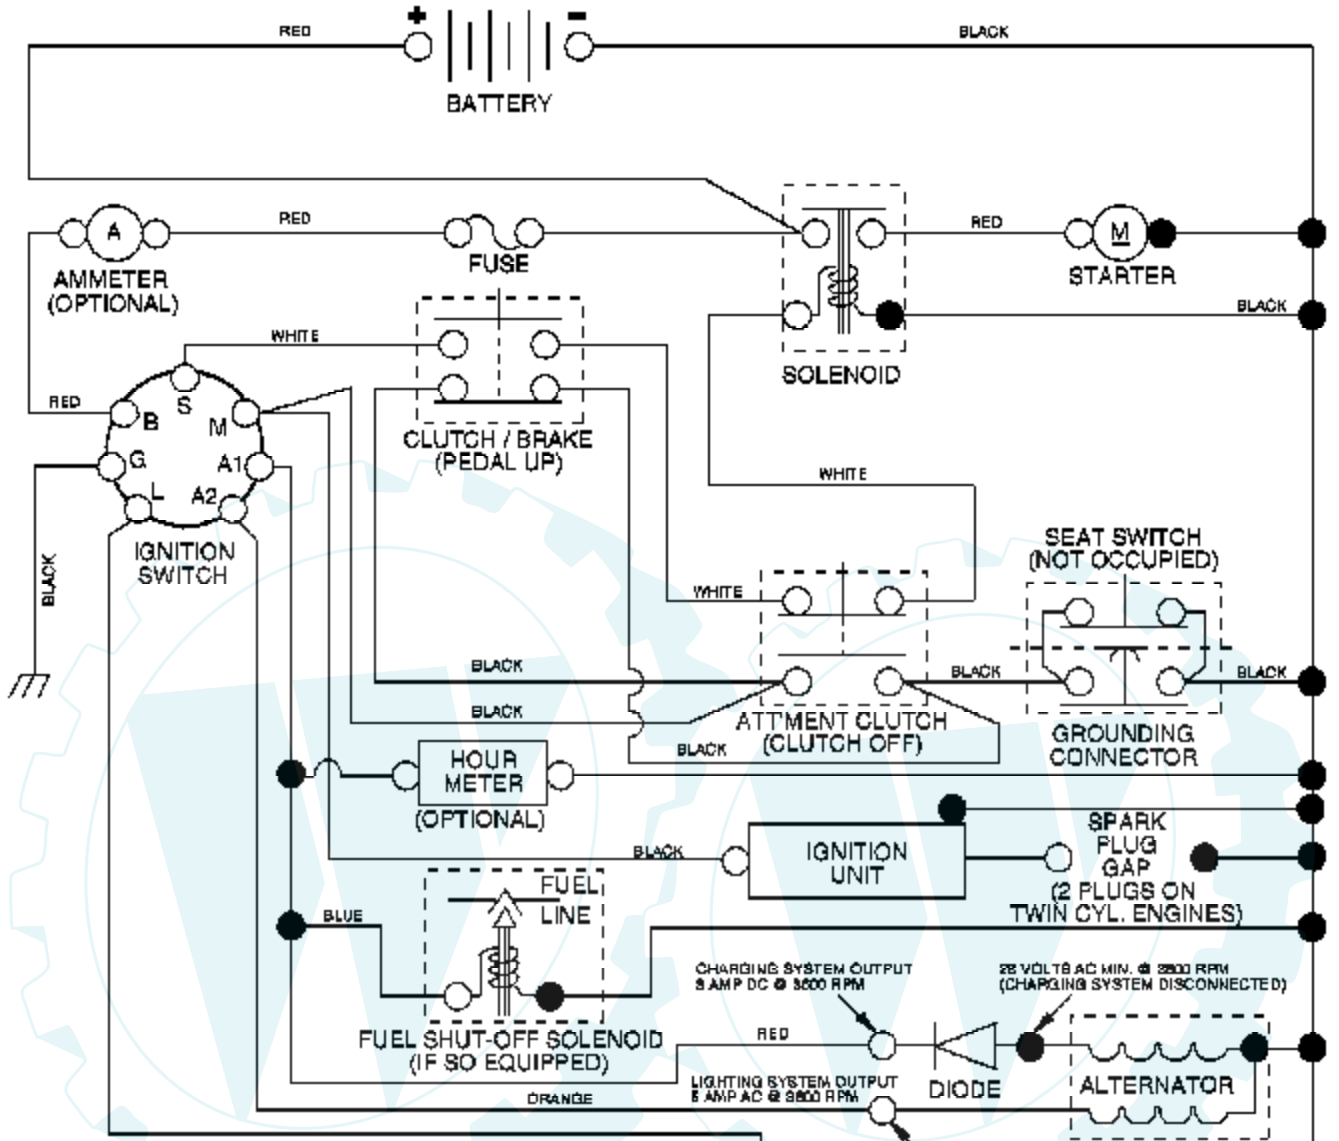 + -
RED
BLACK
BATTERY
A
RED
RED
M
AMMETER
(OPTIONAL)
FUSE
STARTER
BLACK
WHITE
SOLENOID
RED
B
S
M
G
A1
L
A2
CLUTCH / BRAKE
(PEDAL UP)
WHITE
IGNITION
SWITCH
BLACK
SEAT SWITCH
(NOT OCCUPIED)
WHITE
BLACK
BLACK
BLACK
BLACK
ATT'MENT CLUTCH
(CLUTCH OFF)
BLACK
GROUNDING
CONNECTOR
HOUR
METER
(OPTIONAL)
BLACK
IGNITION
UNIT
SPARK
PLUG
GAP
(2 PLUGS ON
TWIN CYL. ENGINES)
FUEL
LINE
BLUE
CHARGING SYSTEM OUTPUT
3 AMP DC @ 3600 RPM
28 VOLTS AC MIN. @ 3600 RPM
(CHARGING SYSTEM DISCONNECTED)
FUEL SHUT-OFF SOLENOID
(IF SO EQUIPPED)
RED
DIODE
ALTERNATOR
LIGHTING SYSTEM OUTPUT
5 AMP AC @ 3600 RPM
ORANGE